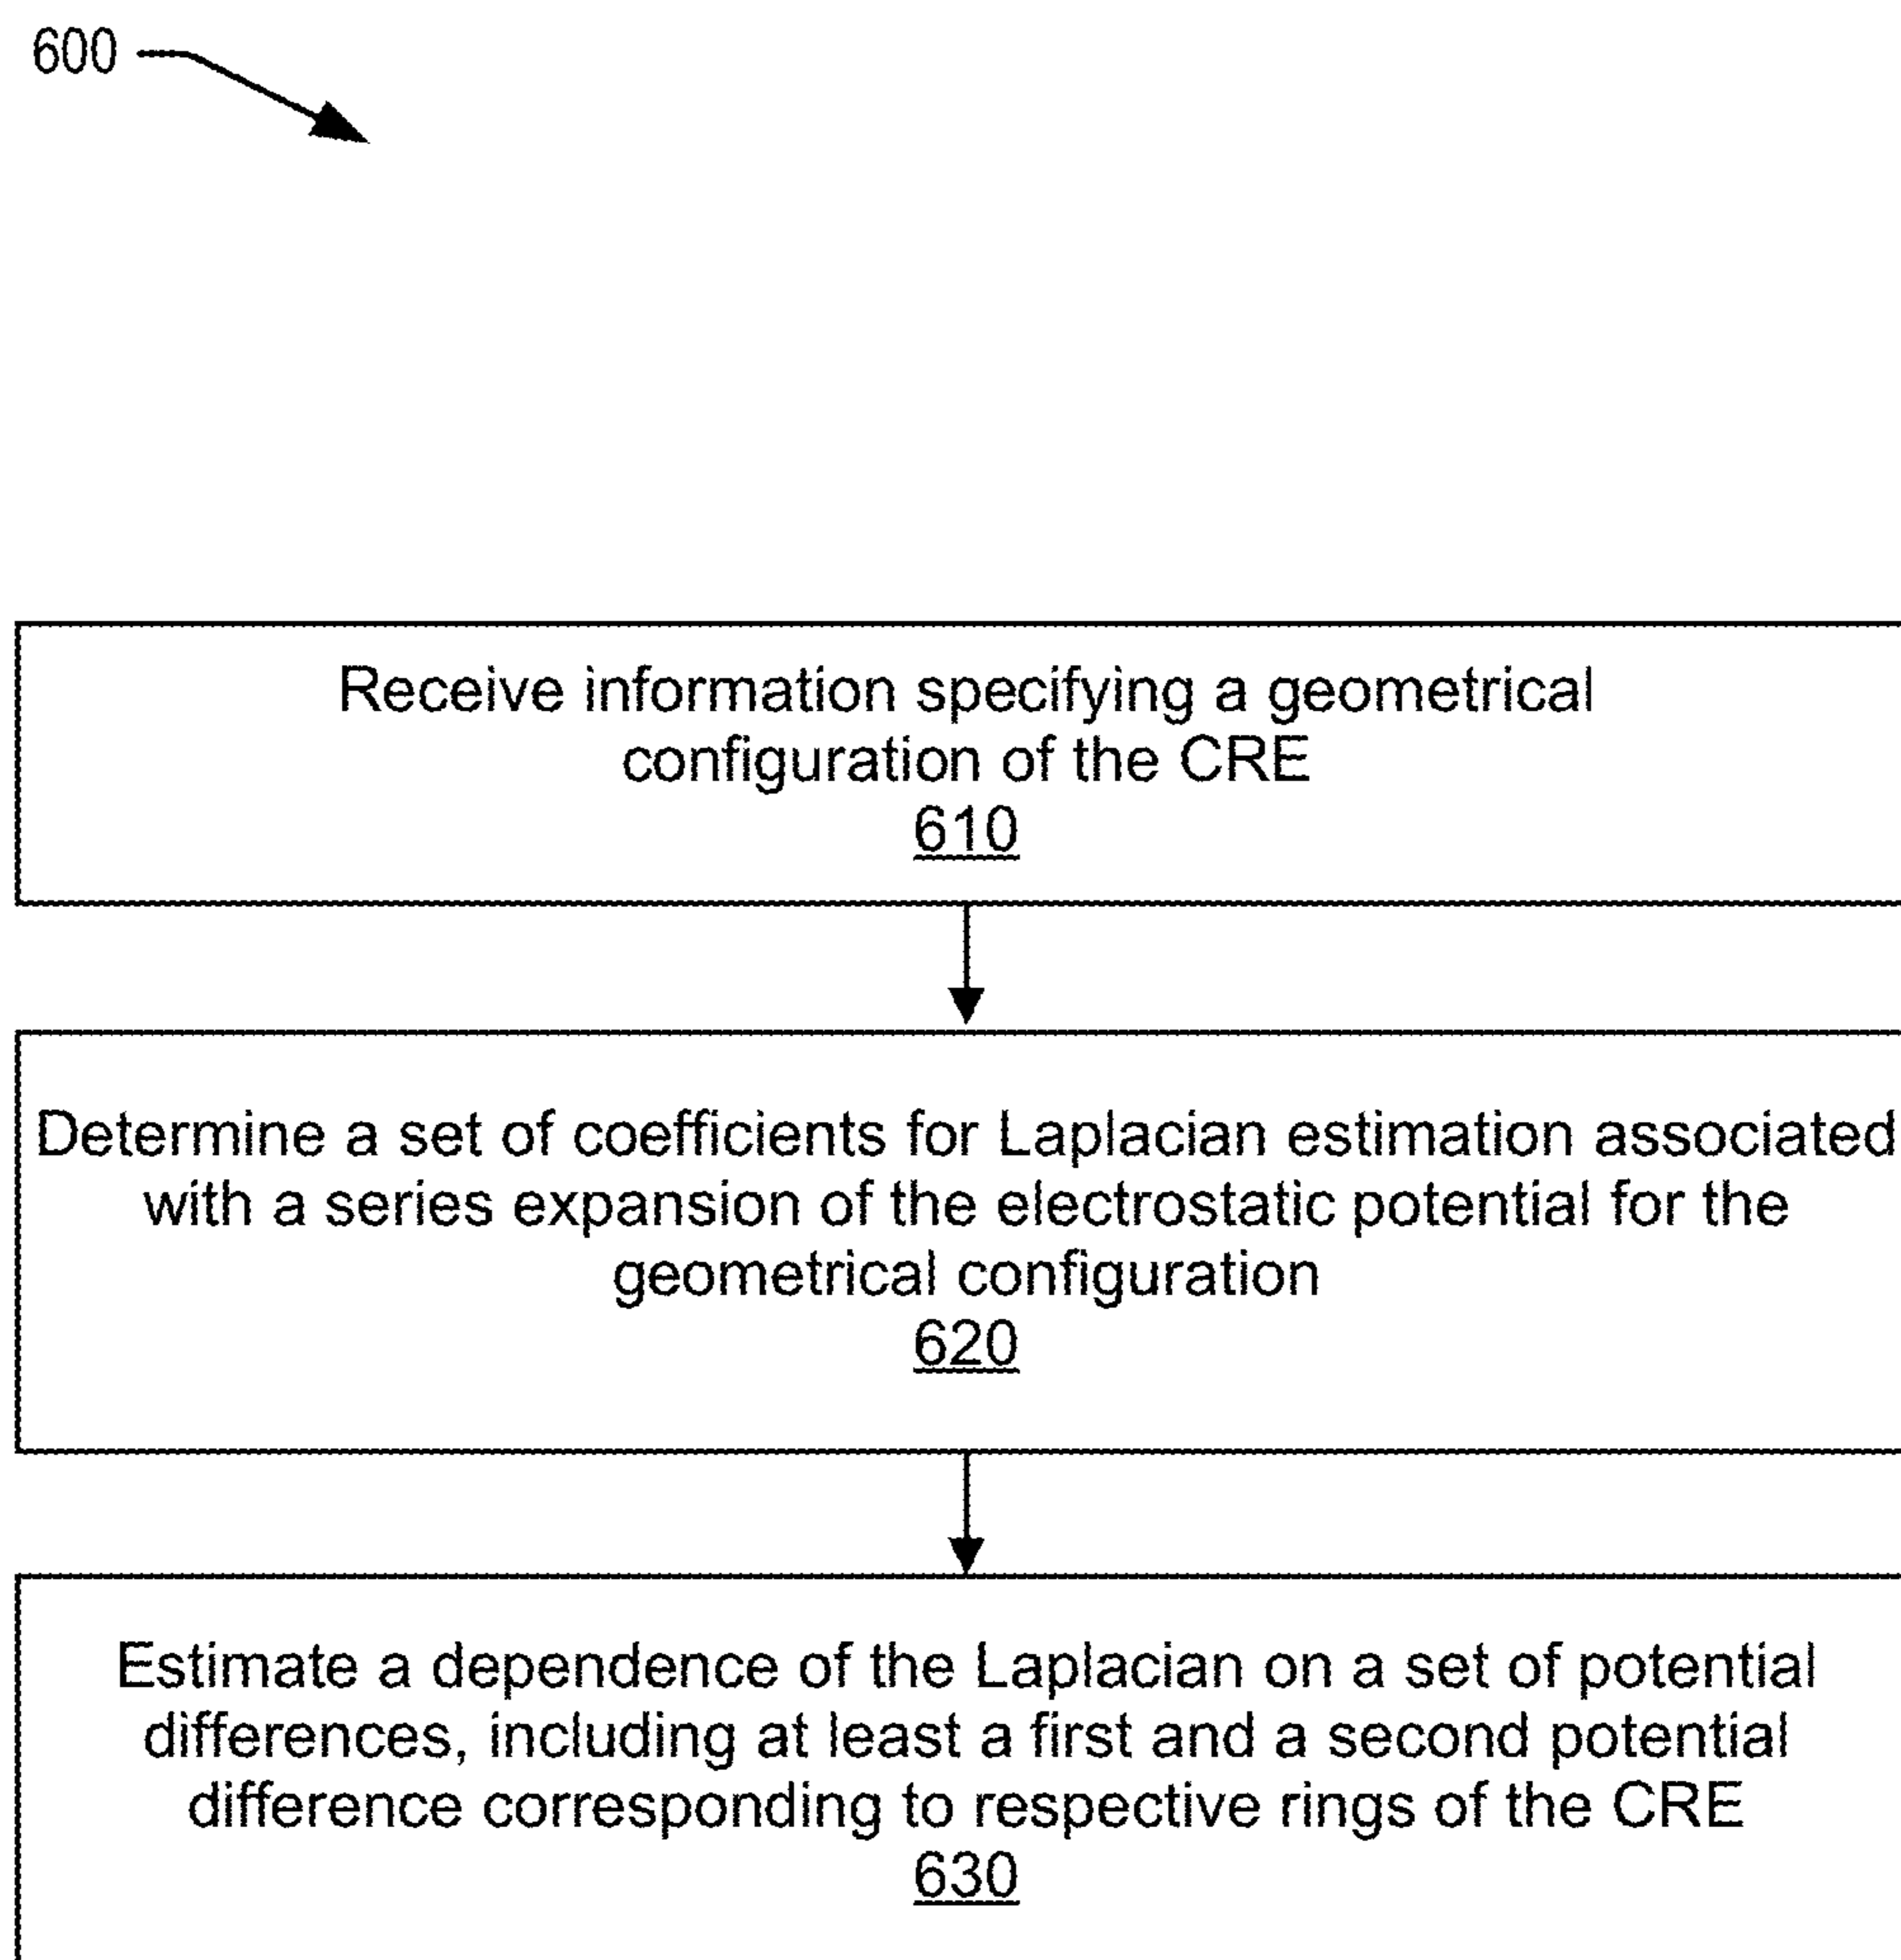 600
Receive information specifying a geometrical
configuration of the CRE
610
Determine a set of coefficients for Laplacian estimation associated
with a series expansion of the electrostatic potential for the
geometrical configuration
620
Estimate a dependence of the Laplacian on a set of potential
differences, including at least a first and a second potential
difference corresponding to respective rings of the CRE
630